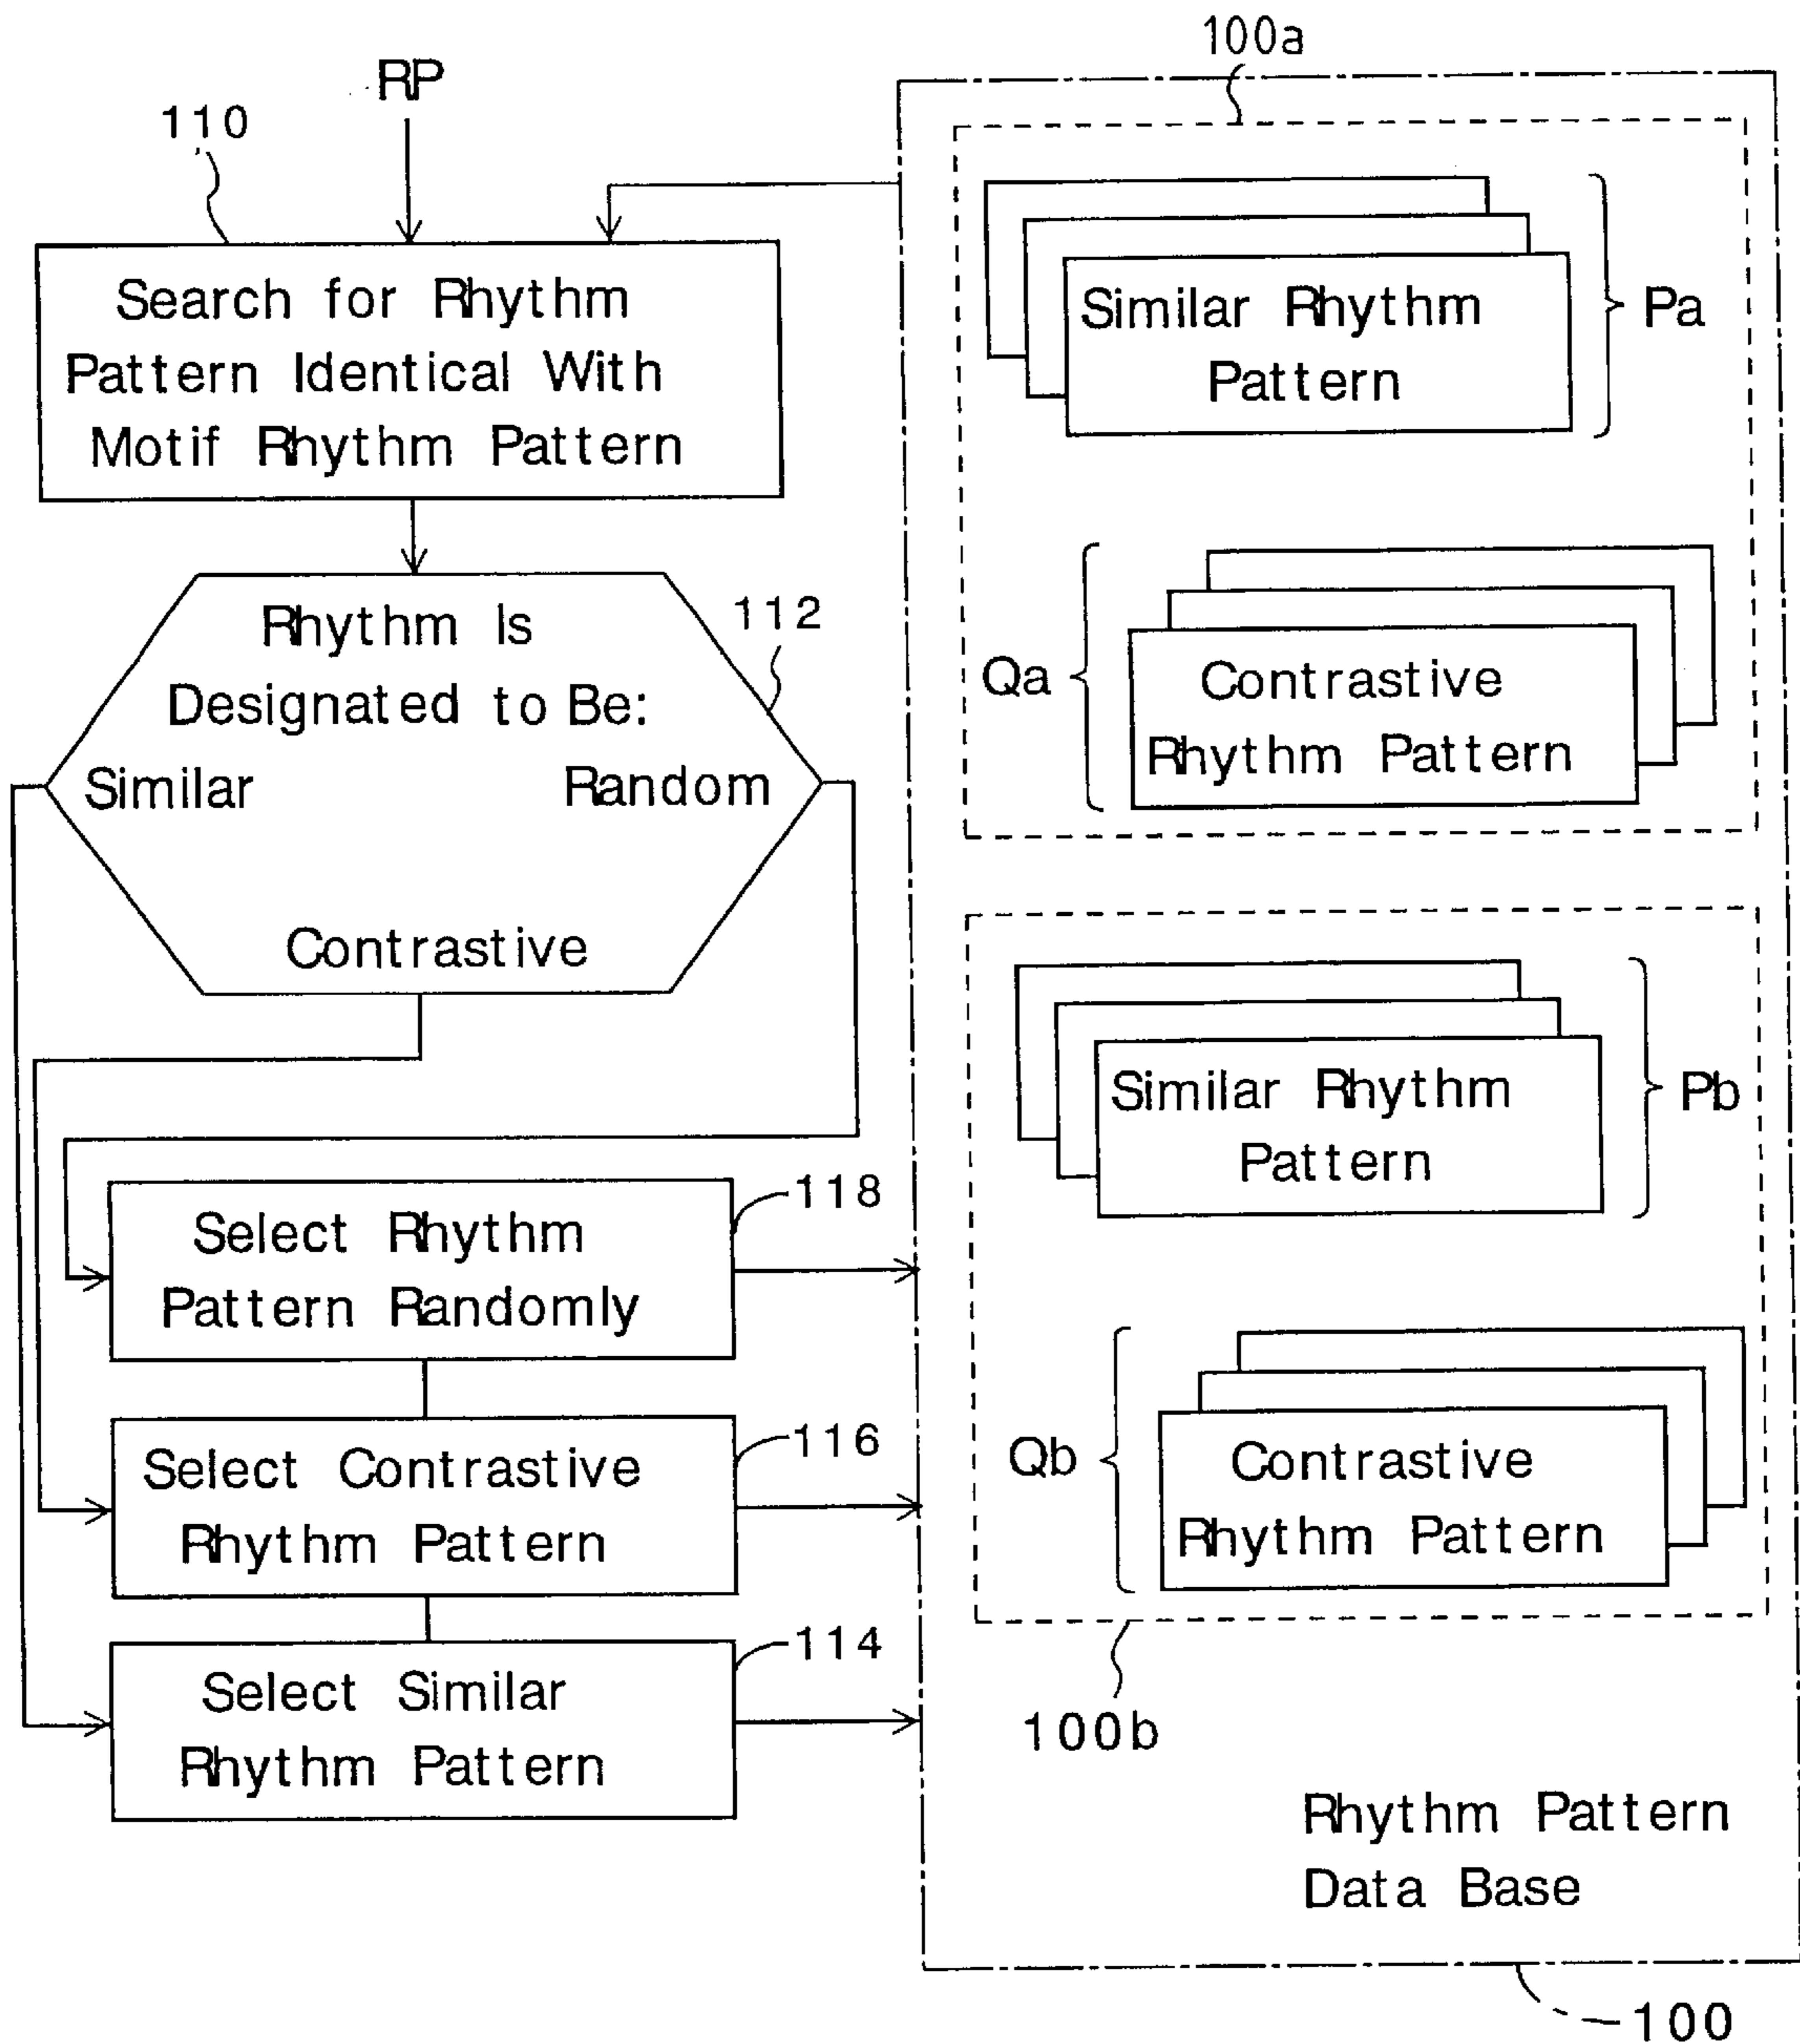 100a
RP
110
Search for Rhythm
Pattern Identical With
Motif Rhythm Pattern
Similar Rhythm
Pattern
Pa
112
Rhythm Is
Designated to Be:
Similar
Random
Contrastive
Qa
Contrastive
Rhythm Pattern
Similar Rhythm
Pattern
Pb
118
Select Rhythm
Pattern Randomly
116
Select Contrastive
Rhythm Pattern
Qb
Contrastive
Rhythm Pattern
114
Select Similar
Rhythm Pattern
100b
Rhythm Pattern
Data Base
100